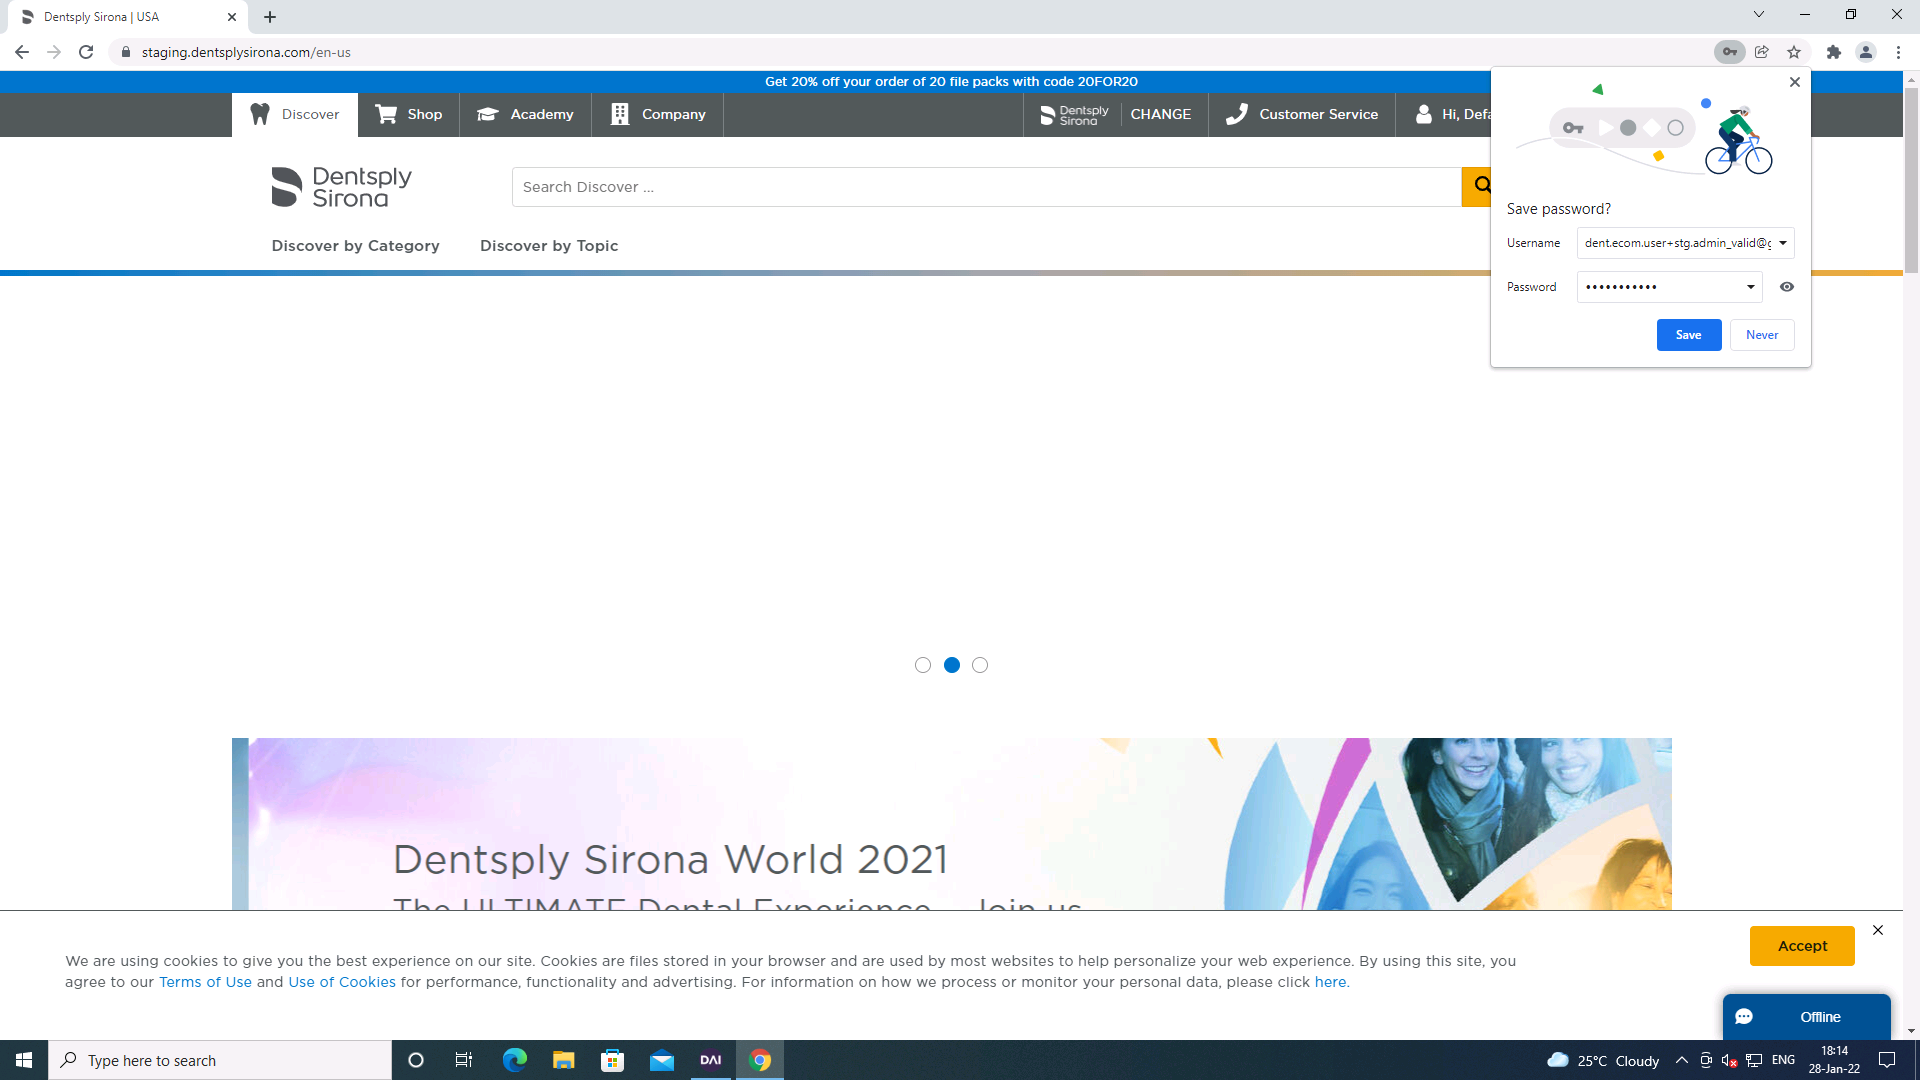 Dentsply Sirona | USA
staging.dentsplysirona.com/en-us
Get 20% off your order of 20 file packs with code 20FOR20
Discover
Shop
Academy
Company
Dentsply Sirona
CHANGE
Customer Service
Hi, Defa
Dentsply
Sirona
Search Discover ...
Discover by Category
Discover by Topic
Save password?
Username
dent.ecom.user+stg.admin_valid@g
Password
•••••••••••
Save
Never
Dentsply Sirona World 2021
The ULTIMATE Dental Experience – Join us
We are using cookies to give you the best experience on our site. Cookies are files stored in your browser and are used by most websites to help personalize your web experience. By using this site, you
agree to our Terms of Use and Use of Cookies for performance, functionality and advertising. For information on how we process or monitor your personal data, please click here.
Accept
Offline
Type here to search
DAI
25°C Cloudy
ENG
18:14
28-Jan-22